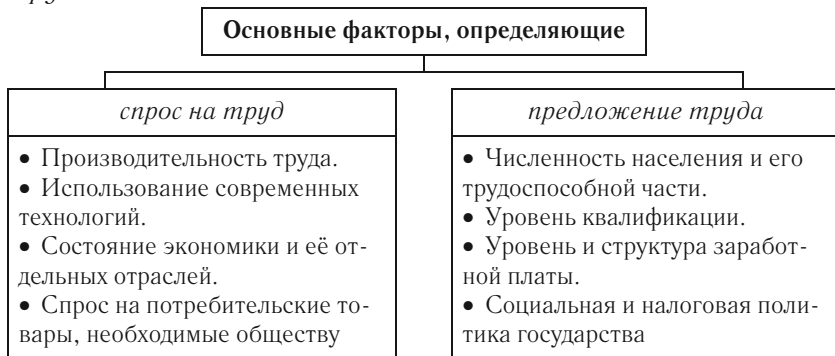 Основные факторы, определяющие
спрос на труд
• Производительность труда.
• Использование современных
технологий.
• Состояние экономики и её от-
дельных отраслей.
• Спрос на потребительские то-
вары, необходимые обществу
предложение труда
• Численность населения и его
трудоспособной части.
• Уровень квалификации.
• Уровень и структура заработ-
ной платы.
• Социальная и налоговая поли-
тика государства